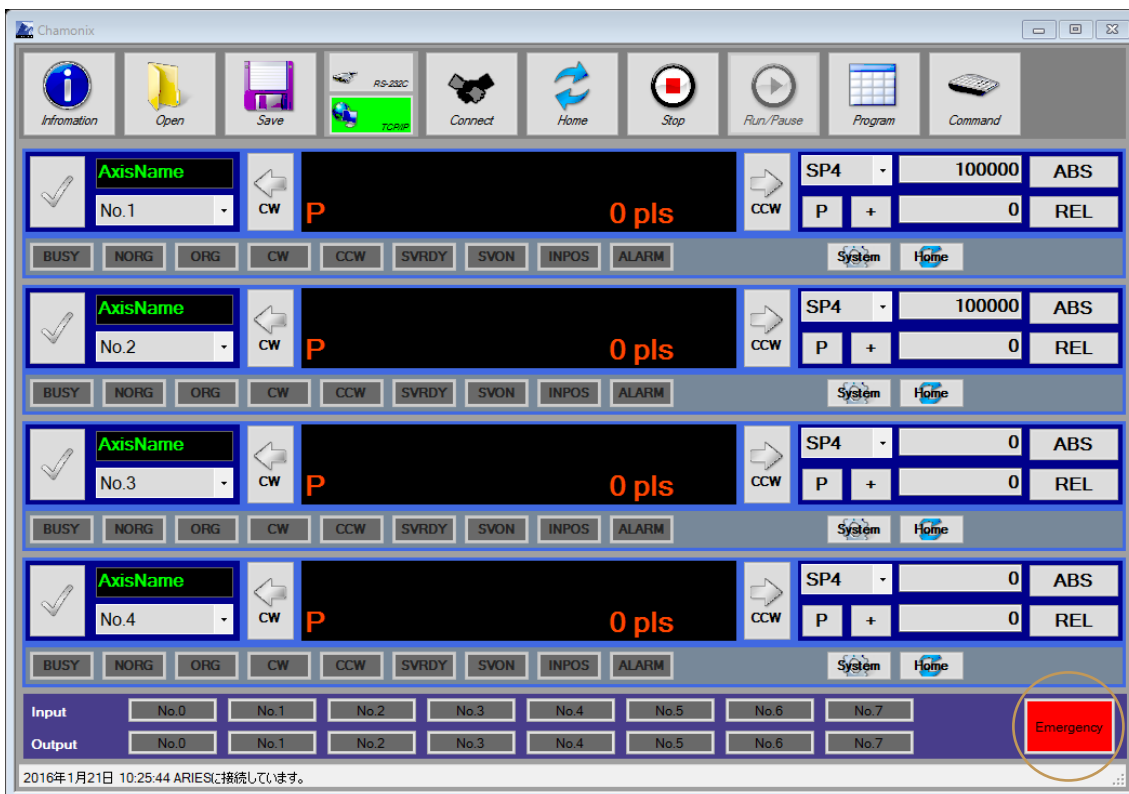 Chamonix
Infromation Open Save RS-232C TCP/IP Connect Home Stop Run/Pause Program Command
AxisName SP4 100000 ABS
No.1 CW P 0 pls CCW P + 0 REL
BUSY NORG ORG CW CCW SVRDY SVON INPOS ALARM System Home
AxisName SP4 100000 ABS
No.2 CW P 0 pls CCW P + 0 REL
BUSY NORG ORG CW CCW SVRDY SVON INPOS ALARM System Home
AxisName SP4 0 ABS
No.3 CW P 0 pls CCW P + 0 REL
BUSY NORG ORG CW CCW SVRDY SVON INPOS ALARM System Home
AxisName SP4 0 ABS
No.4 CW P 0 pls CCW P + 0 REL
BUSY NORG ORG CW CCW SVRDY SVON INPOS ALARM System Home
Input No.0 No.1 No.2 No.3 No.4 No.5 No.6 No.7
Emergency
Output No.0 No.1 No.2 No.3 No.4 No.5 No.6 No.7
2016年1月21日 10:25:44 ARIESに接続しています。